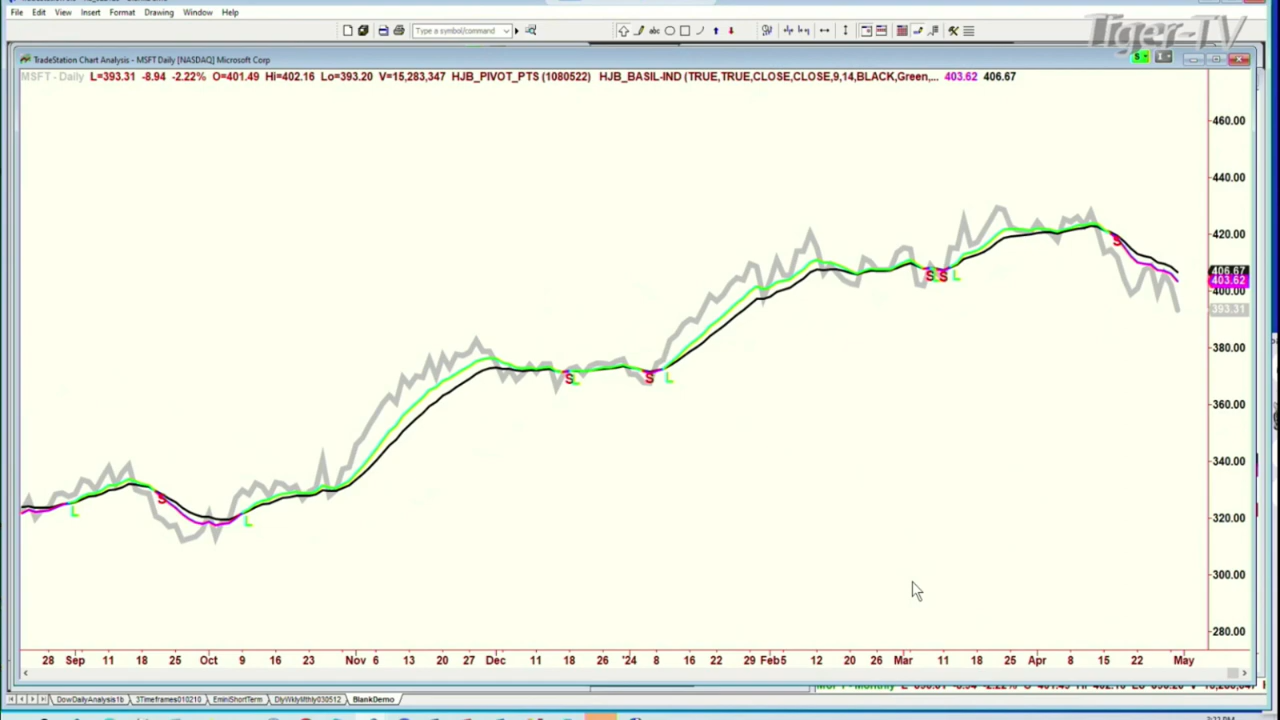 Tiger-TV
File Edit View Insert Format Drawing Window Help
Type a symbol/command
abc
TradeStation Chart Analysis - MSFT Daily [NASDAQ] Microsoft Corp
MSFT - Daily L=393.31 -8.94 -2.22% O=401.49 Hi=402.16 Lo=393.20 V=15,283,347 HJB_PIVOT_PTS (1080522) HJB_BASIL-IND (TRUE,TRUE,CLOSE,CLOSE,9,14,BLACK,Green,... 403.62 406.67
460.00
440.00
420.00
406.67
403.62
400.00
393.31
380.00
360.00
340.00
320.00
300.00
280.00
L S L S L S L S S L S
28 Sep 11 18 25 Oct 9 16 23 Nov 6 13 20 27 Dec 11 18 26 '24 8 16 22 29 Feb5 12 20 26 Mar 11 18 25 Apr 8 15 22 May
DowDailyAnalysis1b 3Timeframes010210 EminiShortTerm DlyWklyMthly030512 BlankDemo